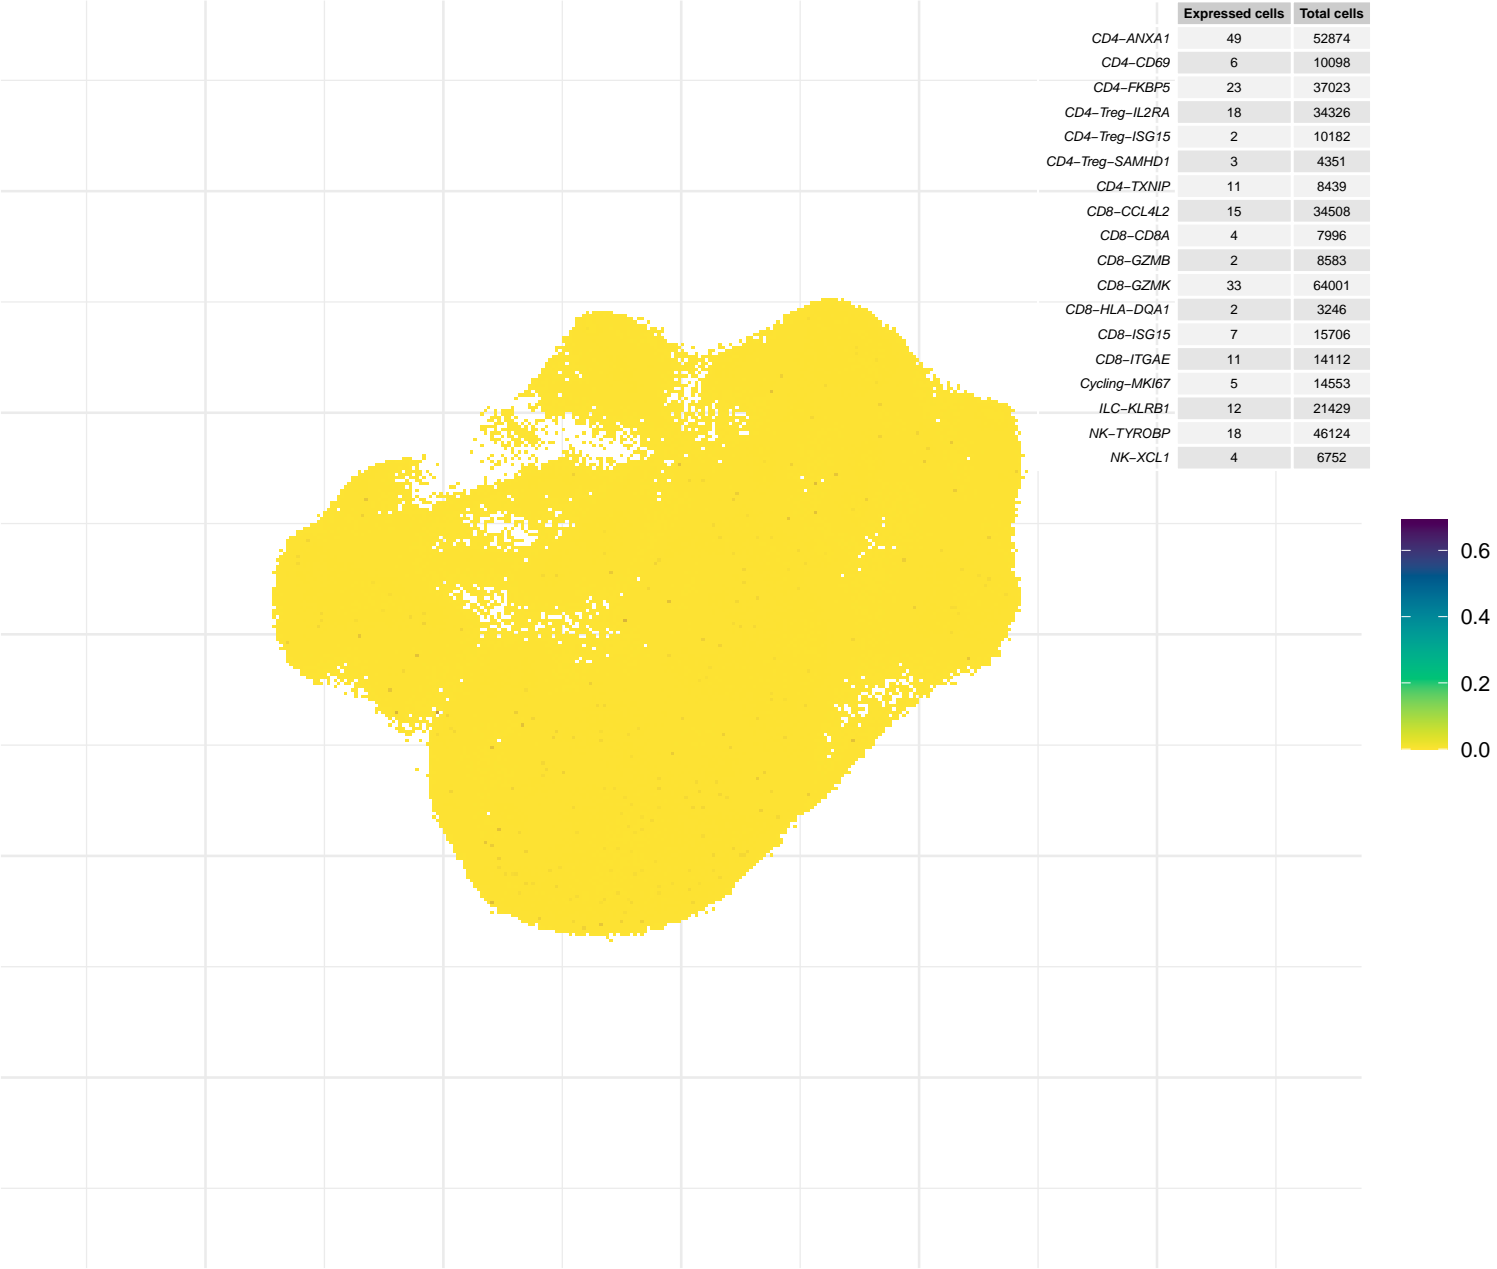 Expressed cells Total cells
CD4−ANXA1 49 52874
CD4−CD69 6 10098
CD4−FKBP5 23 37023
CD4−Treg−IL2RA 18 34326
CD4−Treg−ISG15 2 10182
CD4−Treg−SAMHD1 3 4351
CD4−TXNIP 11 8439
CD8−CCL4L2 15 34508
CD8−CD8A 4 7996
CD8−GZMB 2 8583
CD8−GZMK 33 64001
CD8−HLA−DQA1 2 3246
CD8−ISG15 7 15706
CD8−ITGAE 11 14112
Cycling−MKI67 5 14553
ILC−KLRB1 12 21429
NK−TYROBP 18 46124
NK−XCL1 4 6752
0.6
0.4
0.2
0.0